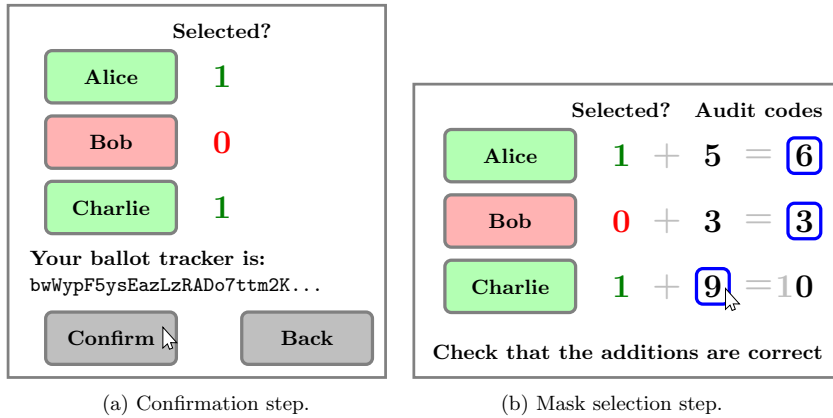 Selected?
Alice 1
Bob 0
Charlie 1
Your ballot tracker is:
bwWypF5ysEazLzRADo7ttm2K...
Confirm Back
(a) Confirmation step.
Selected? Audit codes
Alice 1 + 5 = 6
Bob 0 + 3 = 3
Charlie 1 + 9 = 10
Check that the additions are correct
(b) Mask selection step.